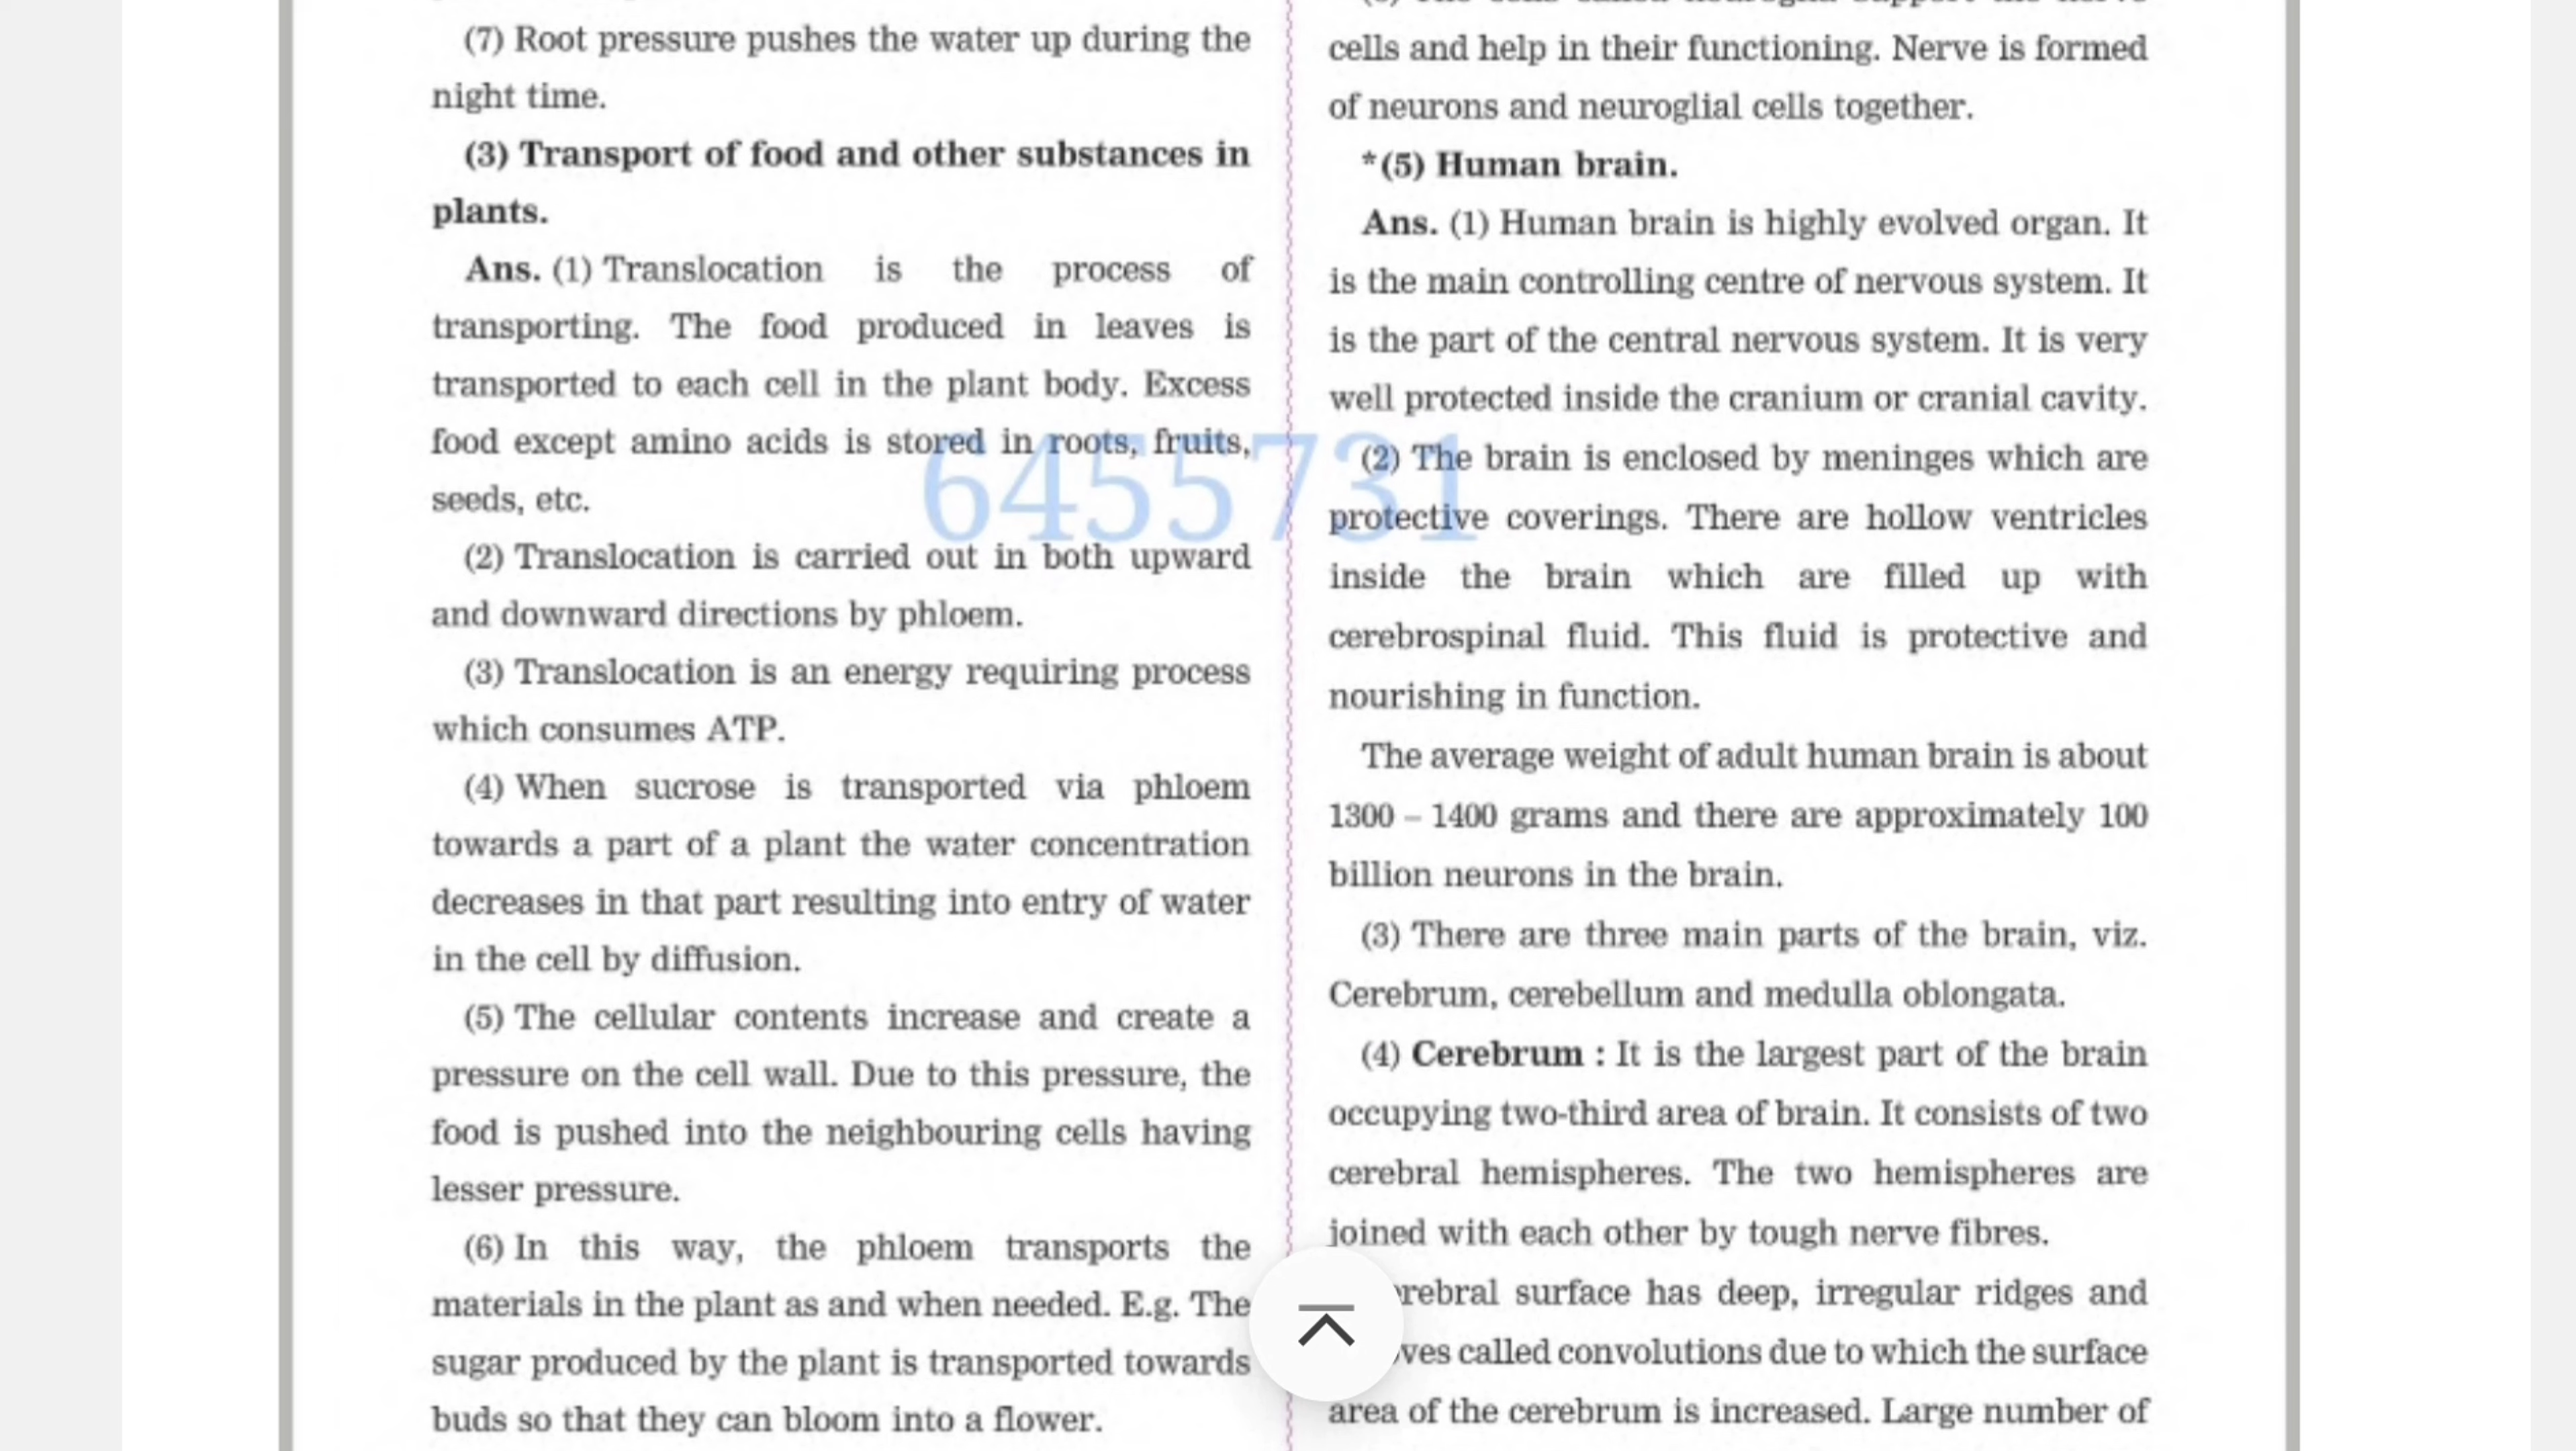 (7) Root pressure pushes the water up during the
night time.
(3) Transport of food and other substances in
plants.
Ans. (1) Translocation is the process of
transporting. The food produced in leaves is
transported to each cell in the plant body. Excess
food except amino acids is stored in roots, fruits,
seeds, etc.
(2) Translocation is carried out in both upward
and downward directions by phloem.
(3) Translocation is an energy requiring process
which consumes ATP.
(4) When sucrose is transported via phloem
towards a part of a plant the water concentration
decreases in that part resulting into entry of water
in the cell by diffusion.
(5) The cellular contents increase and create a
pressure on the cell wall. Due to this pressure, the
food is pushed into the neighbouring cells having
lesser pressure.
(6) In this way, the phloem transports the
materials in the plant as and when needed. E.g. The
sugar produced by the plant is transported towards
buds so that they can bloom into a flower.
cells and help in their functioning. Nerve is formed
of neurons and neuroglial cells together.
*(5) Human brain.
Ans. (1) Human brain is highly evolved organ. It
is the main controlling centre of nervous system. It
is the part of the central nervous system. It is very
well protected inside the cranium or cranial cavity.
(2) The brain is enclosed by meninges which are
protective coverings. There are hollow ventricles
inside the brain which are filled up with
cerebrospinal fluid. This fluid is protective and
nourishing in function.
The average weight of adult human brain is about
1300 – 1400 grams and there are approximately 100
billion neurons in the brain.
(3) There are three main parts of the brain, viz.
Cerebrum, cerebellum and medulla oblongata.
(4) Cerebrum : It is the largest part of the brain
occupying two-third area of brain. It consists of two
cerebral hemispheres. The two hemispheres are
joined with each other by tough nerve fibres.
surface has deep, irregular ridges and
called convolutions due to which the surface
area of the cerebrum is increased. Large number of
6455731